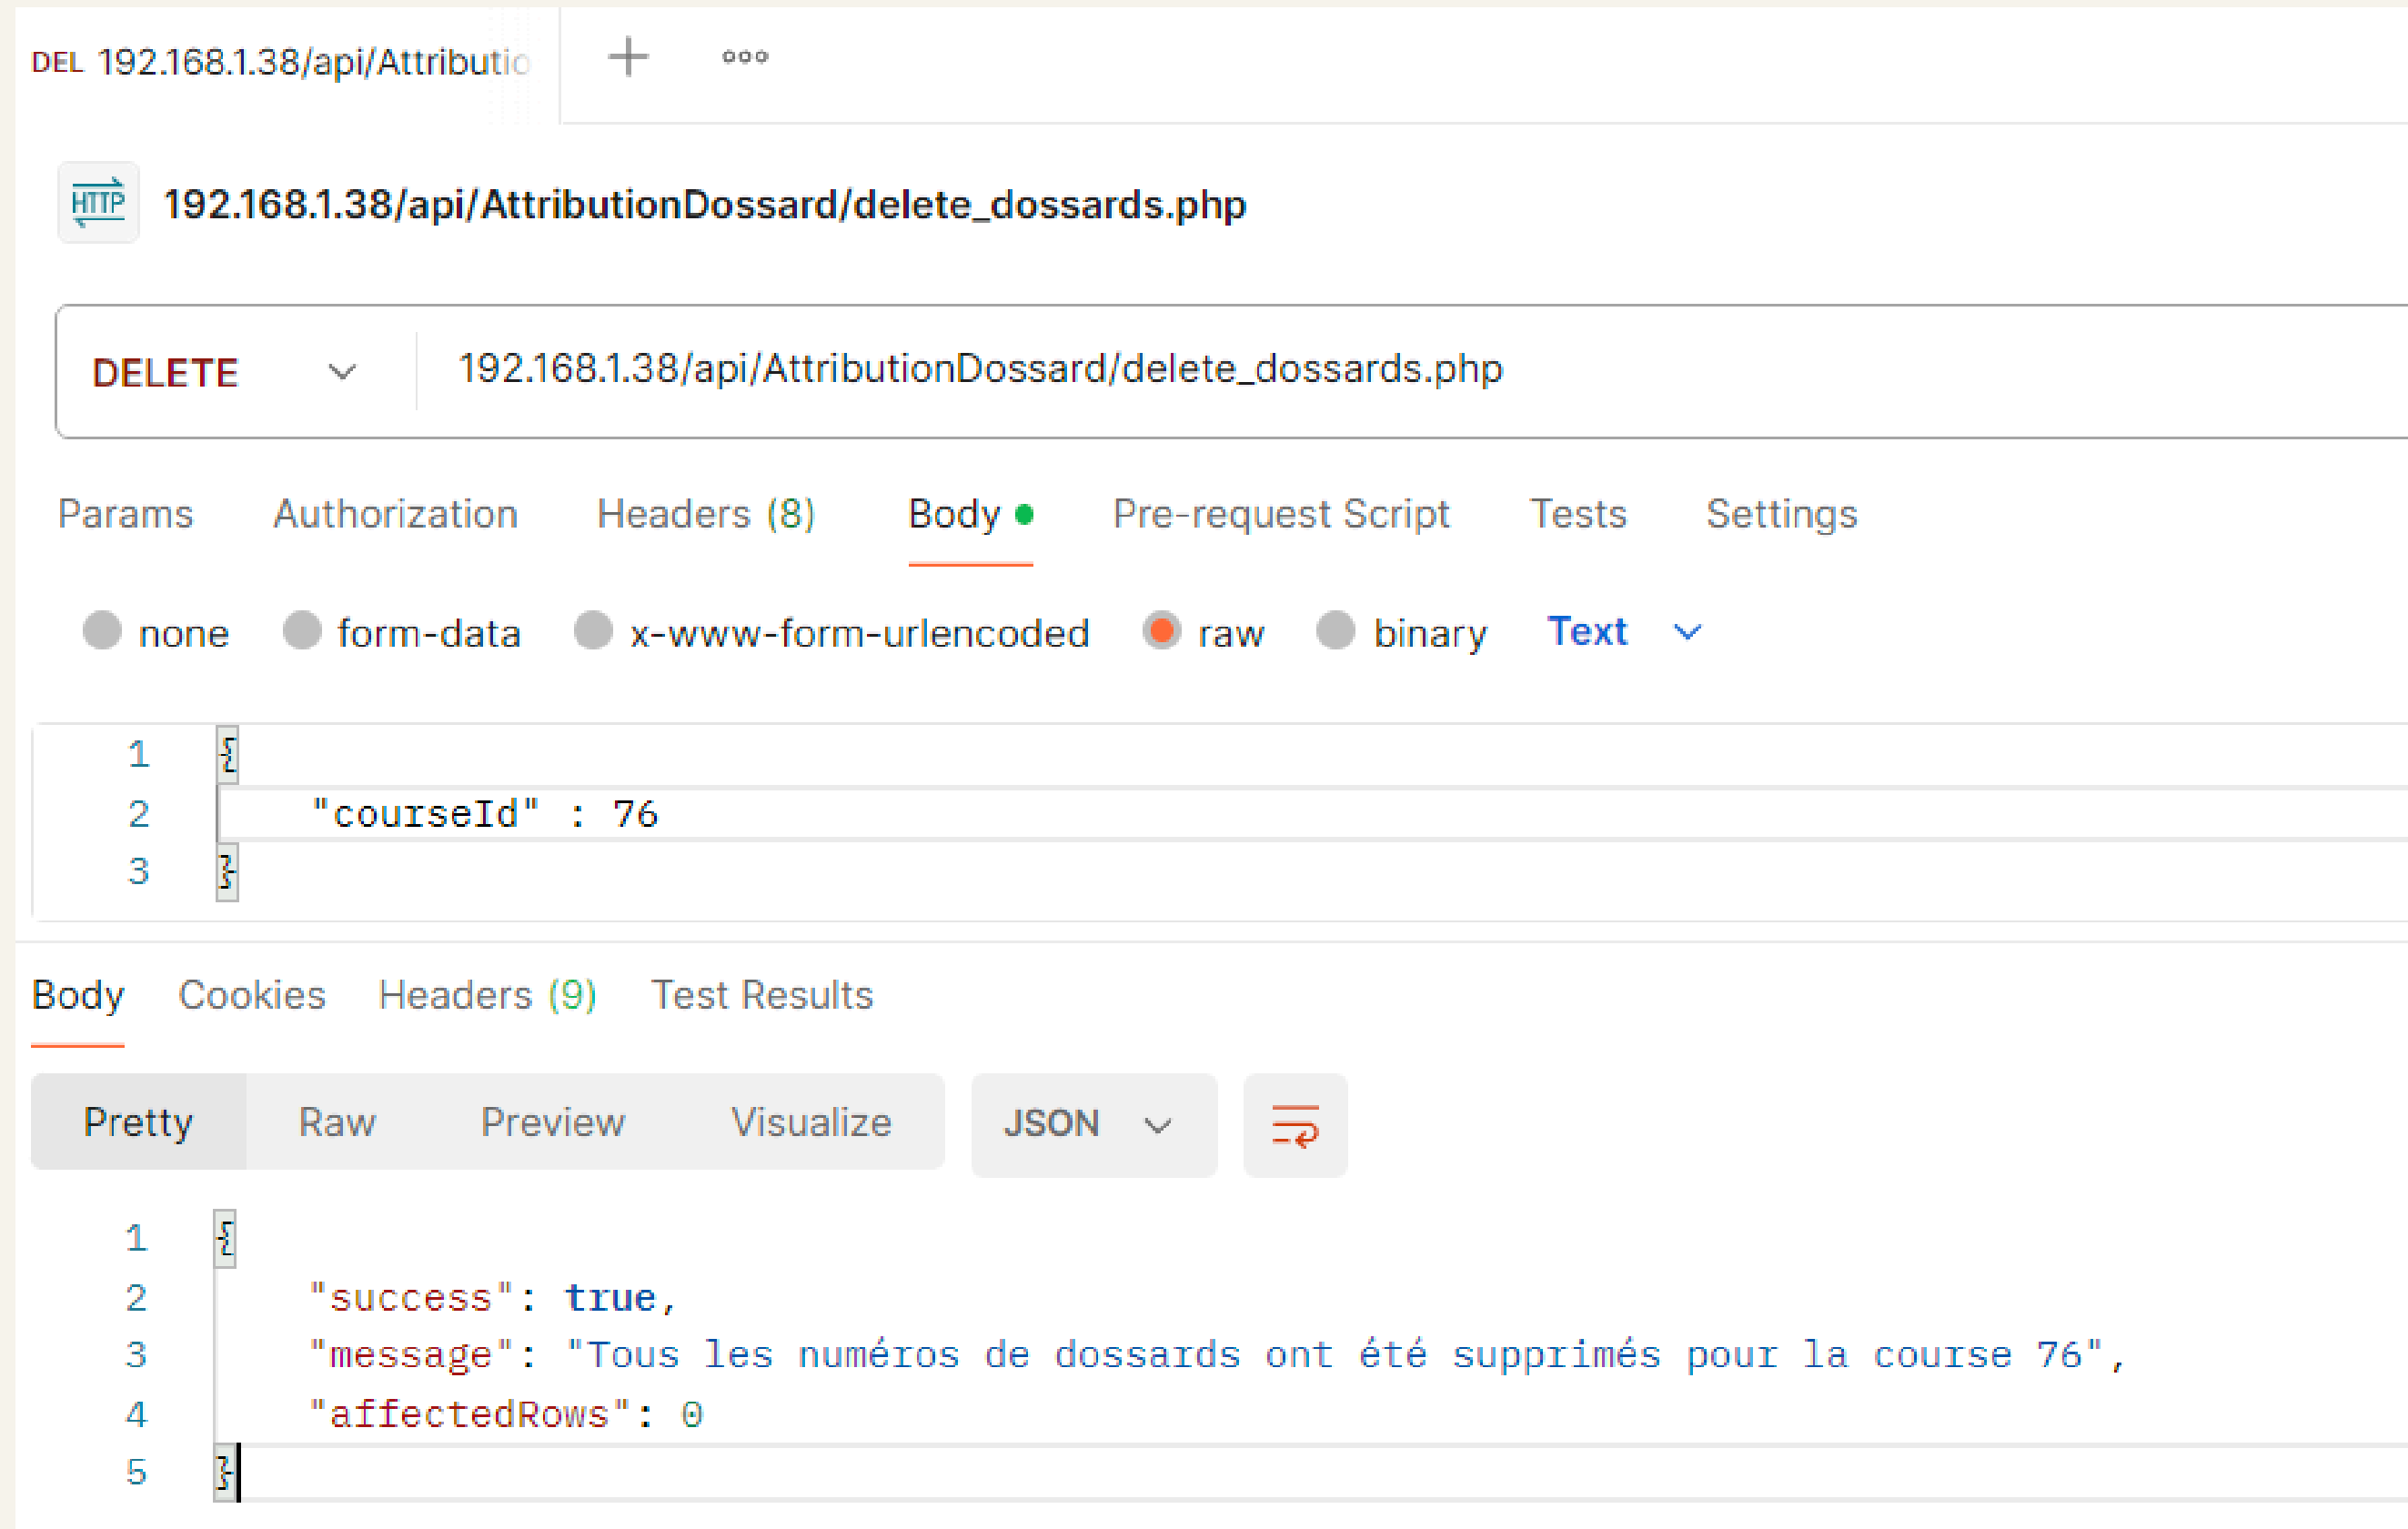 DEL 192.168.1.38/api/Attributio
HTTP 192.168.1.38/api/AttributionDossard/delete_dossards.php
DELETE 192.168.1.38/api/AttributionDossard/delete_dossards.php
Params Authorization Headers (8) Body Pre-request Script Tests Settings
none form-data x-www-form-urlencoded raw binary Text
1 {
2 "courseId" : 76
3 }
Body Cookies Headers (9) Test Results
Pretty Raw Preview Visualize JSON
1 {
2 "success": true,
3 "message": "Tous les numéros de dossards ont été supprimés pour la course 76",
4 "affectedRows": 0
5 }